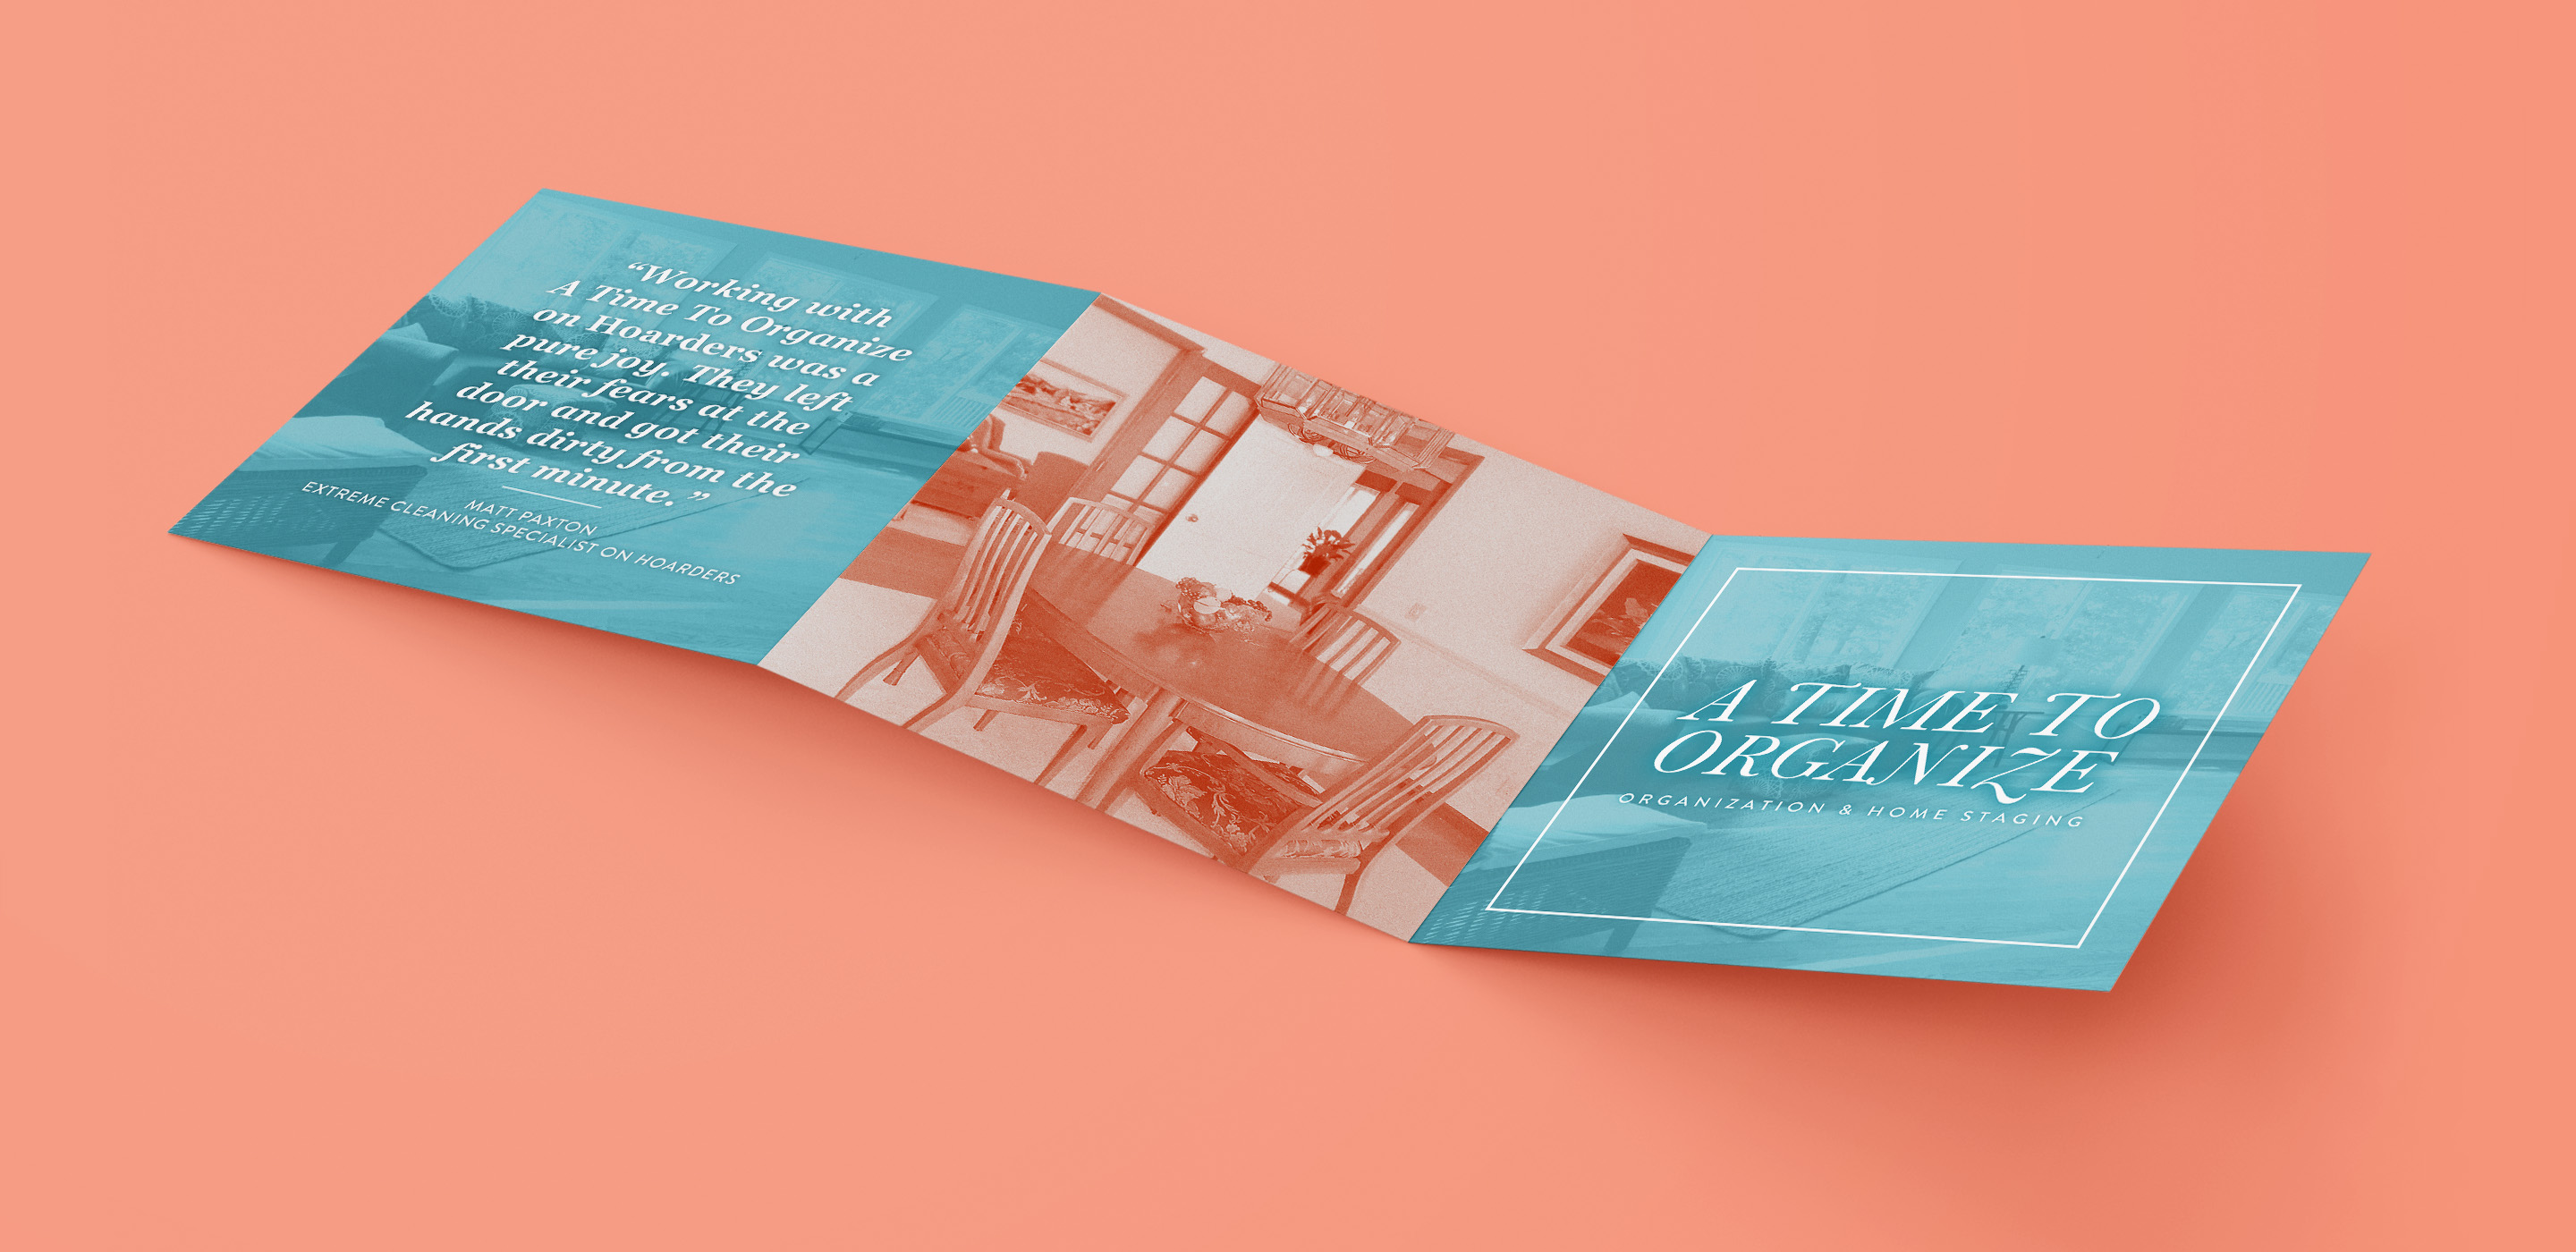 “Working with
A Time To Organize
on Hoarders was a
pure joy. They left
their fears at the
door and got their
hands dirty from the
first minute.”
MATT PAXTON
EXTREME CLEANING SPECIALIST ON HOARDERS
A TIME TO
ORGANIZE
ORGANIZATION & HOME STAGING